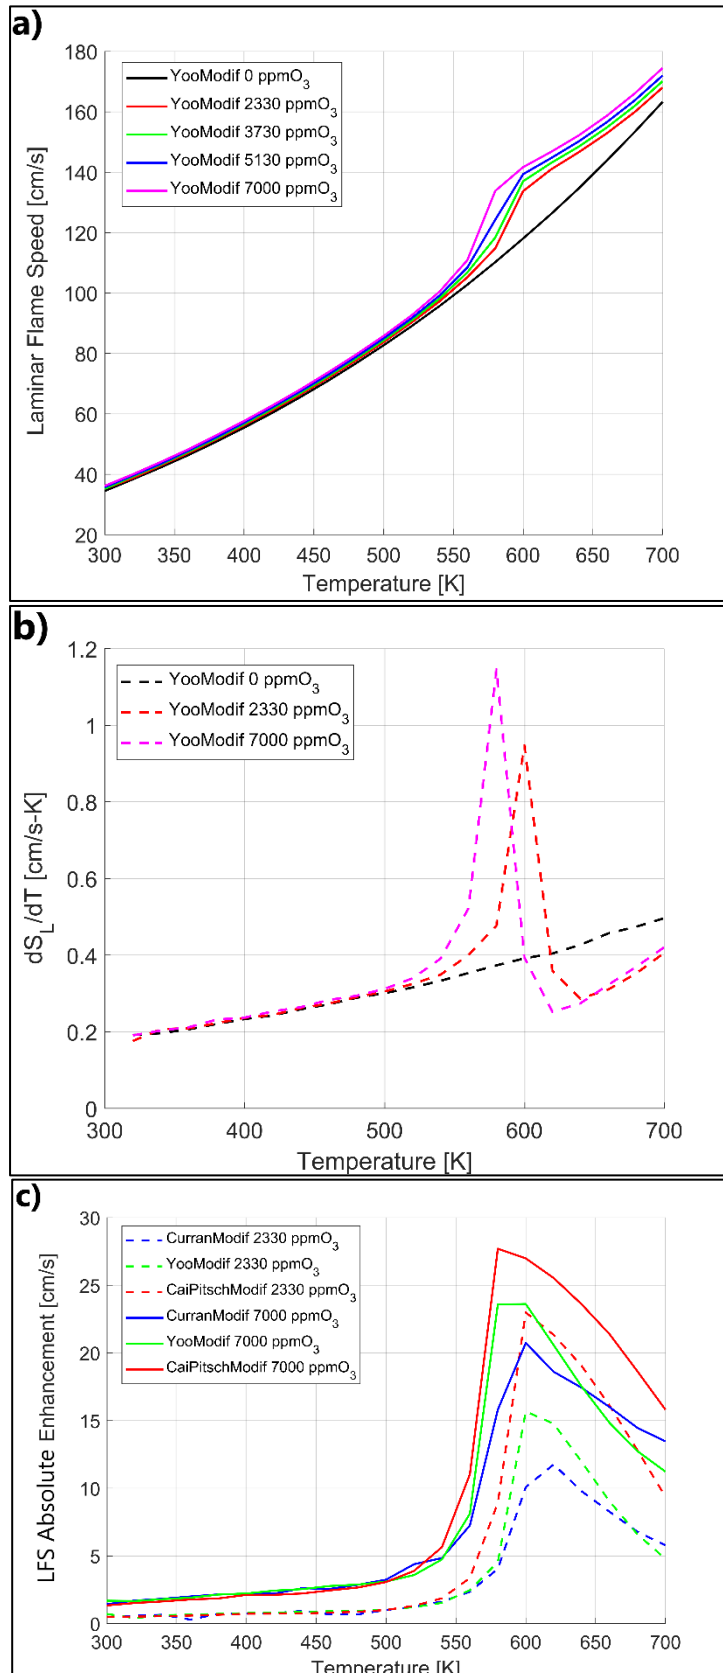 a)
180
160
140
120
100
80
60
40
20
Laminar Flame Speed [cm/s]
YooModif 0 ppmO3
YooModif 2330 ppmO3
YooModif 3730 ppmO3
YooModif 5130 ppmO3
YooModif 7000 ppmO3
300 350 400 450 500 550 600 650 700
Temperature [K]
b)
1.2
1
0.8
0.6
0.4
0.2
0
dSL/dT [cm/s-K]
YooModif 0 ppmO3
YooModif 2330 ppmO3
YooModif 7000 ppmO3
300 400 500 600 700
Temperature [K]
c)
30
25
20
15
10
5
0
LFS Absolute Enhancement [cm/s]
CurranModif 2330 ppmO3
YooModif 2330 ppmO3
CaiPitschModif 2330 ppmO3
CurranModif 7000 ppmO3
YooModif 7000 ppmO3
CaiPitschModif 7000 ppmO3
300 350 400 450 500 550 600 650 700
Temperature [K]